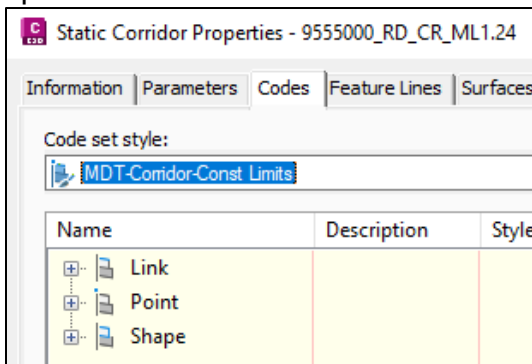 C
C3D
Static Corridor Properties - 9555000_RD_CR_ML1.24
Information Parameters Codes Feature Lines Surfaces
Code set style:
MDT-Corridor-Const Limits
Name Description Style
Link
Point
Shape